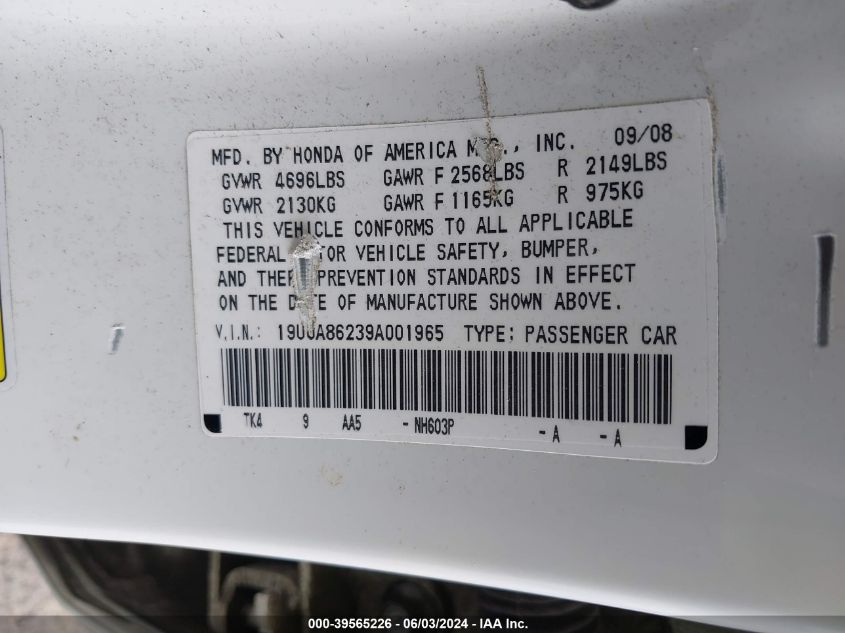 MFD. BY HONDA OF AMERICA INC. 09/08
GVWR 4696LBS GAWR F 2568LBS R 2149LBS
GVWR 2130KG GAWR F 1165KG R 975KG
THIS VEHICLE CONFORMS TO ALL APPLICABLE
FEDERAL VEHICLE SAFETY, BUMPER,
AND THEFT PREVENTION STANDARDS IN EFFECT
ON THE DATE OF MANUFACTURE SHOWN ABOVE.
V.I.N.: 19UUA86239A001965 TYPE: PASSENGER CAR
TK4 9 AA5 - NH603P - A - A
000-39565226 - 06/03/2024 - IAA Inc.